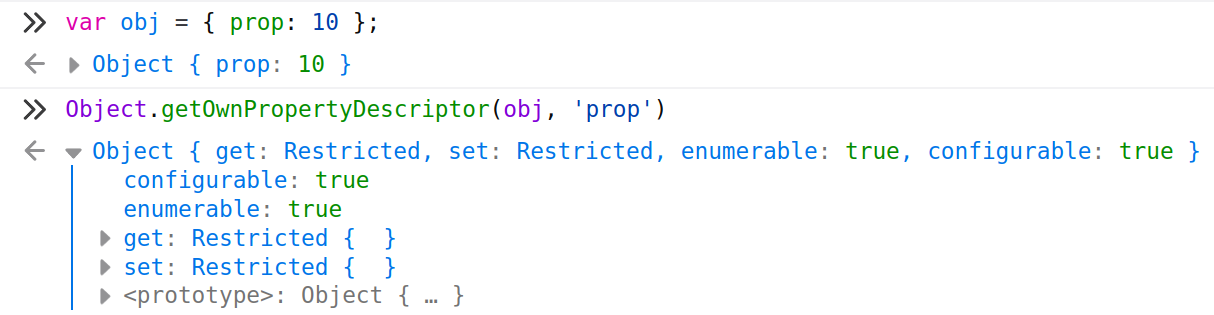 var obj = { prop: 10 };
Object { prop: 10 }
Object.getOwnPropertyDescriptor(obj, 'prop')
Object { get: Restricted, set: Restricted, enumerable: true, configurable: true }
configurable: true
enumerable: true
get: Restricted {  }
set: Restricted {  }
<prototype>: Object { … }